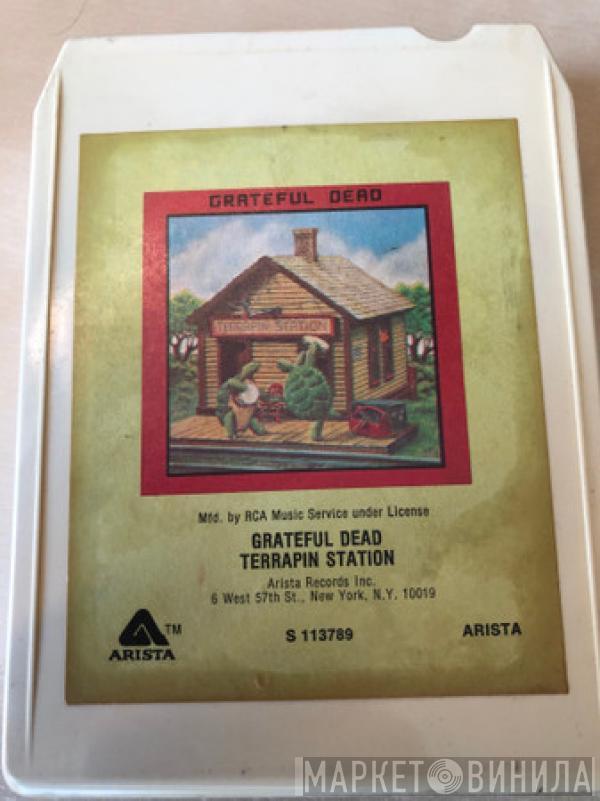 GRATEFUL DEAD
TERRAPIN STATION
Mfd. by RCA Music Service under License
GRATEFUL DEAD
TERRAPIN STATION
Arista Records Inc.
6 West 57th St., New York, N.Y. 10019
ARISTA TM
S 113789
ARISTA
МАРКЕТ ВИНИЛА